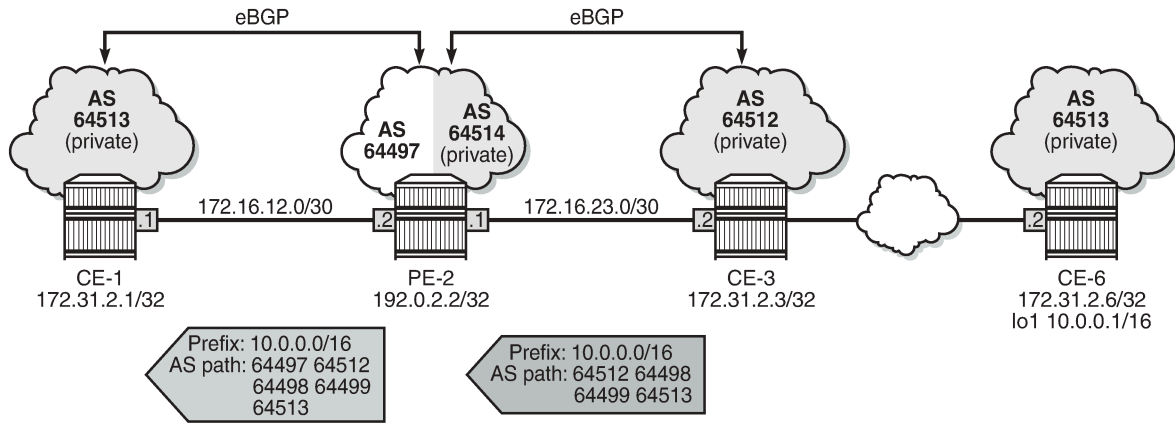 eBGP
eBGP
AS
64513
(private)
AS
64497
AS
64514
(private)
AS
64512
(private)
AS
64513
(private)
172.16.12.0/30
172.16.23.0/30
.1
.2
.1
.2
.2
CE-1
172.31.2.1/32
PE-2
192.0.2.2/32
CE-3
172.31.2.3/32
CE-6
172.31.2.6/32
lo1 10.0.0.1/16
Prefix: 10.0.0.0/16
AS path: 64497 64512
64498 64499
64513
Prefix: 10.0.0.0/16
AS path: 64512 64498
64499 64513